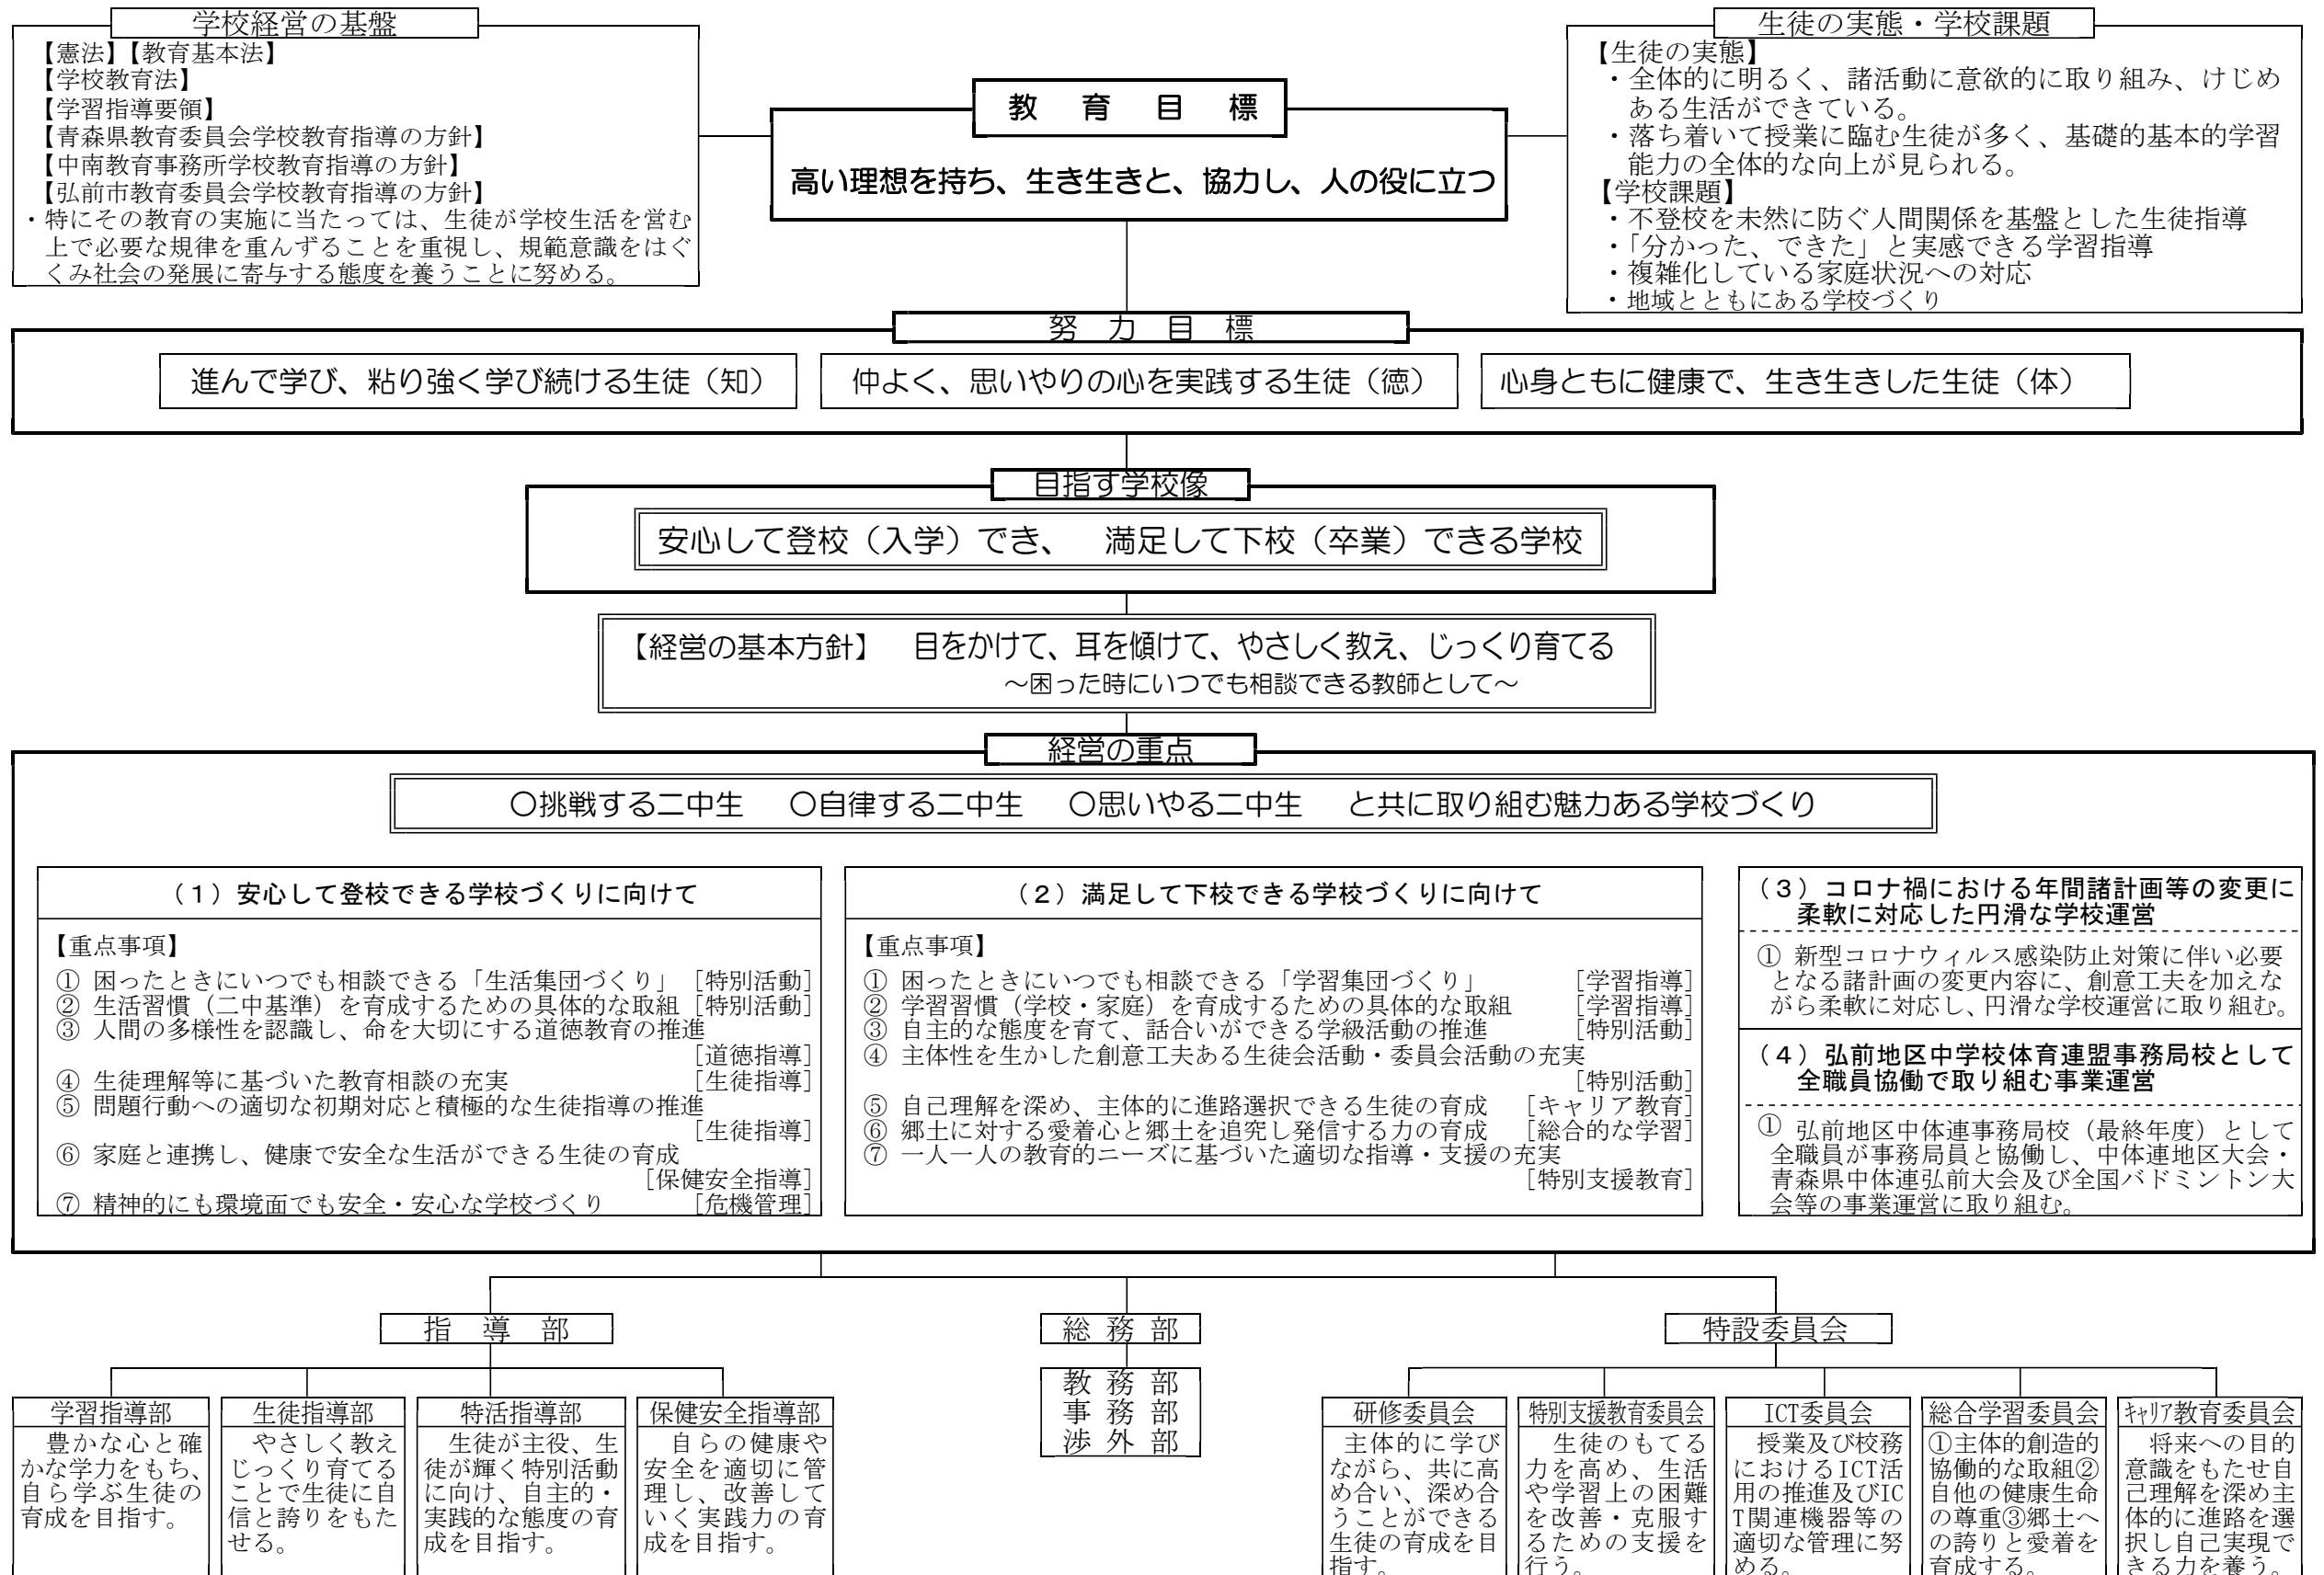 学校経営の基盤
【憲法】【教育基本法】
【学校教育法】
【学習指導要領】
【青森県教育委員会学校教育指導の方針】
【中南教育事務所学校教育指導の方針】
【弘前市教育委員会学校教育指導の方針】
・特にその教育の実施に当たっては、生徒が学校生活を営む
上で必要な規律を重んずることを重視し、規範意識をはぐ
くみ社会の発展に寄与する態度を養うことに努める。
教 育 目 標
高い理想を持ち、生き生きと、協力し、人の役に立つ
生徒の実態・学校課題
【生徒の実態】
・全体的に明るく、諸活動に意欲的に取り組み、けじめ
ある生活ができている。
・落ち着いて授業に臨む生徒が多く、基礎的基本的学習
能力の全体的な向上が見られる。
【学校課題】
・不登校を未然に防ぐ人間関係を基盤とした生徒指導
・「分かった、できた」と実感できる学習指導
・複雑化している家庭状況への対応
・地域とともにある学校づくり
努 力 目 標
進んで学び、粘り強く学び続ける生徒（知）
仲よく、思いやりの心を実践する生徒（徳）
心身ともに健康で、生き生きした生徒（体）
目指す学校像
安心して登校（入学）でき、 満足して下校（卒業）できる学校
【経営の基本方針】 目をかけて、耳を傾けて、やさしく教え、じっくり育てる
～困った時にいつでも相談できる教師として～
経営の重点
○挑戦する二中生 ○自律する二中生 ○思いやる二中生 と共に取り組む魅力ある学校づくり
（１）安心して登校できる学校づくりに向けて
【重点事項】
① 困ったときにいつでも相談できる「生活集団づくり」［特別活動］
② 生活習慣（二中基準）を育成するための具体的な取組［特別活動］
③ 人間の多様性を認識し、命を大切にする道徳教育の推進
［道徳指導］
④ 生徒理解等に基づいた教育相談の充実 ［生徒指導］
⑤ 問題行動への適切な初期対応と積極的な生徒指導の推進
［生徒指導］
⑥ 家庭と連携し、健康で安全な生活ができる生徒の育成
［保健安全指導］
⑦ 精神的にも環境面でも安全・安心な学校づくり ［危機管理］
（２）満足して下校できる学校づくりに向けて
【重点事項】
① 困ったときにいつでも相談できる「学習集団づくり」 ［学習指導］
② 学習習慣（学校・家庭）を育成するための具体的な取組 ［学習指導］
③ 自主的な態度を育て、話合いができる学級活動の推進 ［特別活動］
④ 主体性を生かした創意工夫ある生徒会活動・委員会活動の充実
［特別活動］
⑤ 自己理解を深め、主体的に進路選択できる生徒の育成 ［キャリア教育］
⑥ 郷土に対する愛着心と郷土を追究し発信する力の育成 ［総合的な学習］
⑦ 一人一人の教育的ニーズに基づいた適切な指導・支援の充実
［特別支援教育］
（３）コロナ禍における年間諸計画等の変更に
柔軟に対応した円滑な学校運営
① 新型コロナウィルス感染防止対策に伴い必要
となる諸計画の変更内容に、創意工夫を加えな
がら柔軟に対応し、円滑な学校運営に取り組む。
（４）弘前地区中学校体育連盟事務局校として
全職員協働で取り組む事業運営
① 弘前地区中体連事務局校（最終年度）として
全職員が事務局員と協働し、中体連地区大会・
青森県中体連弘前大会及び全国バドミントン大
会等の事業運営に取り組む。
指 導 部
総 務 部
特設委員会
教 務 部
事 務 部
渉 外 部
学習指導部
豊かな心と確
かな学力をもち、
自ら学ぶ生徒の
育成を目指す。
生徒指導部
やさしく教え
じっくり育てる
ことで生徒に自
信と誇りをもた
せる。
特活指導部
生徒が主役、生
徒が輝く特別活動
に向け、自主的・
実践的な態度の育
成を目指す。
保健安全指導部
自らの健康や
安全を適切に管
理し、改善して
いく実践力の育
成を目指す。
研修委員会
主体的に学び
ながら、共に高
め合い、深め合
うことができる
生徒の育成を目
指す。
特別支援教育委員会
生徒のもてる
力を高め、生活
や学習上の困難
を改善・克服す
るための支援を
行う。
ICT委員会
授業及び校務
におけるICT活
用の推進及びIC
T関連機器等の
適切な管理に努
める。
総合学習委員会
①主体的創造的
協働的な取組②
自他の健康生命
の尊重③郷土へ
の誇りと愛着を
育成する。
ｷｬﾘｱ教育委員会
将来への目的
意識をもたせ自
己理解を深め主
体的に進路を選
択し自己実現で
きる力を養う。